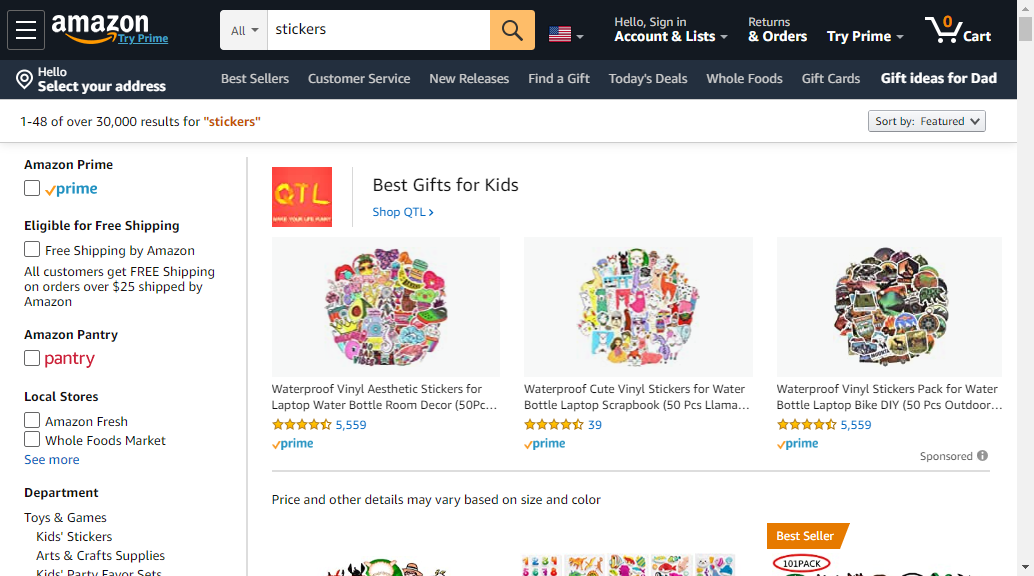 amazon
Try Prime
All
stickers
Hello, Sign in
Account & Lists
Returns
& Orders
Try Prime
0
Cart
Hello
Select your address
Best Sellers
Customer Service
New Releases
Find a Gift
Today's Deals
Whole Foods
Gift Cards
Gift ideas for Dad
1-48 of over 30,000 results for "stickers"
Sort by: Featured
Amazon Prime
prime
Eligible for Free Shipping
Free Shipping by Amazon
All customers get FREE Shipping
on orders over $25 shipped by
Amazon
Amazon Pantry
pantry
Local Stores
Amazon Fresh
Whole Foods Market
See more
Department
Toys & Games
Kids' Stickers
Arts & Crafts Supplies
Kids' Party Favor Sets
QTL
MAKE YOUR LIFE FUNNY
Best Gifts for Kids
Shop QTL ›
Waterproof Vinyl Aesthetic Stickers for
Laptop Water Bottle Room Decor (50Pc...
5,559
prime
Waterproof Cute Vinyl Stickers for Water
Bottle Laptop Scrapbook (50 Pcs Llama...
39
prime
Waterproof Vinyl Stickers Pack for Water
Bottle Laptop Bike DIY (50 Pcs Outdoor...
5,559
prime
Sponsored
Price and other details may vary based on size and color
Best Seller
101PACK